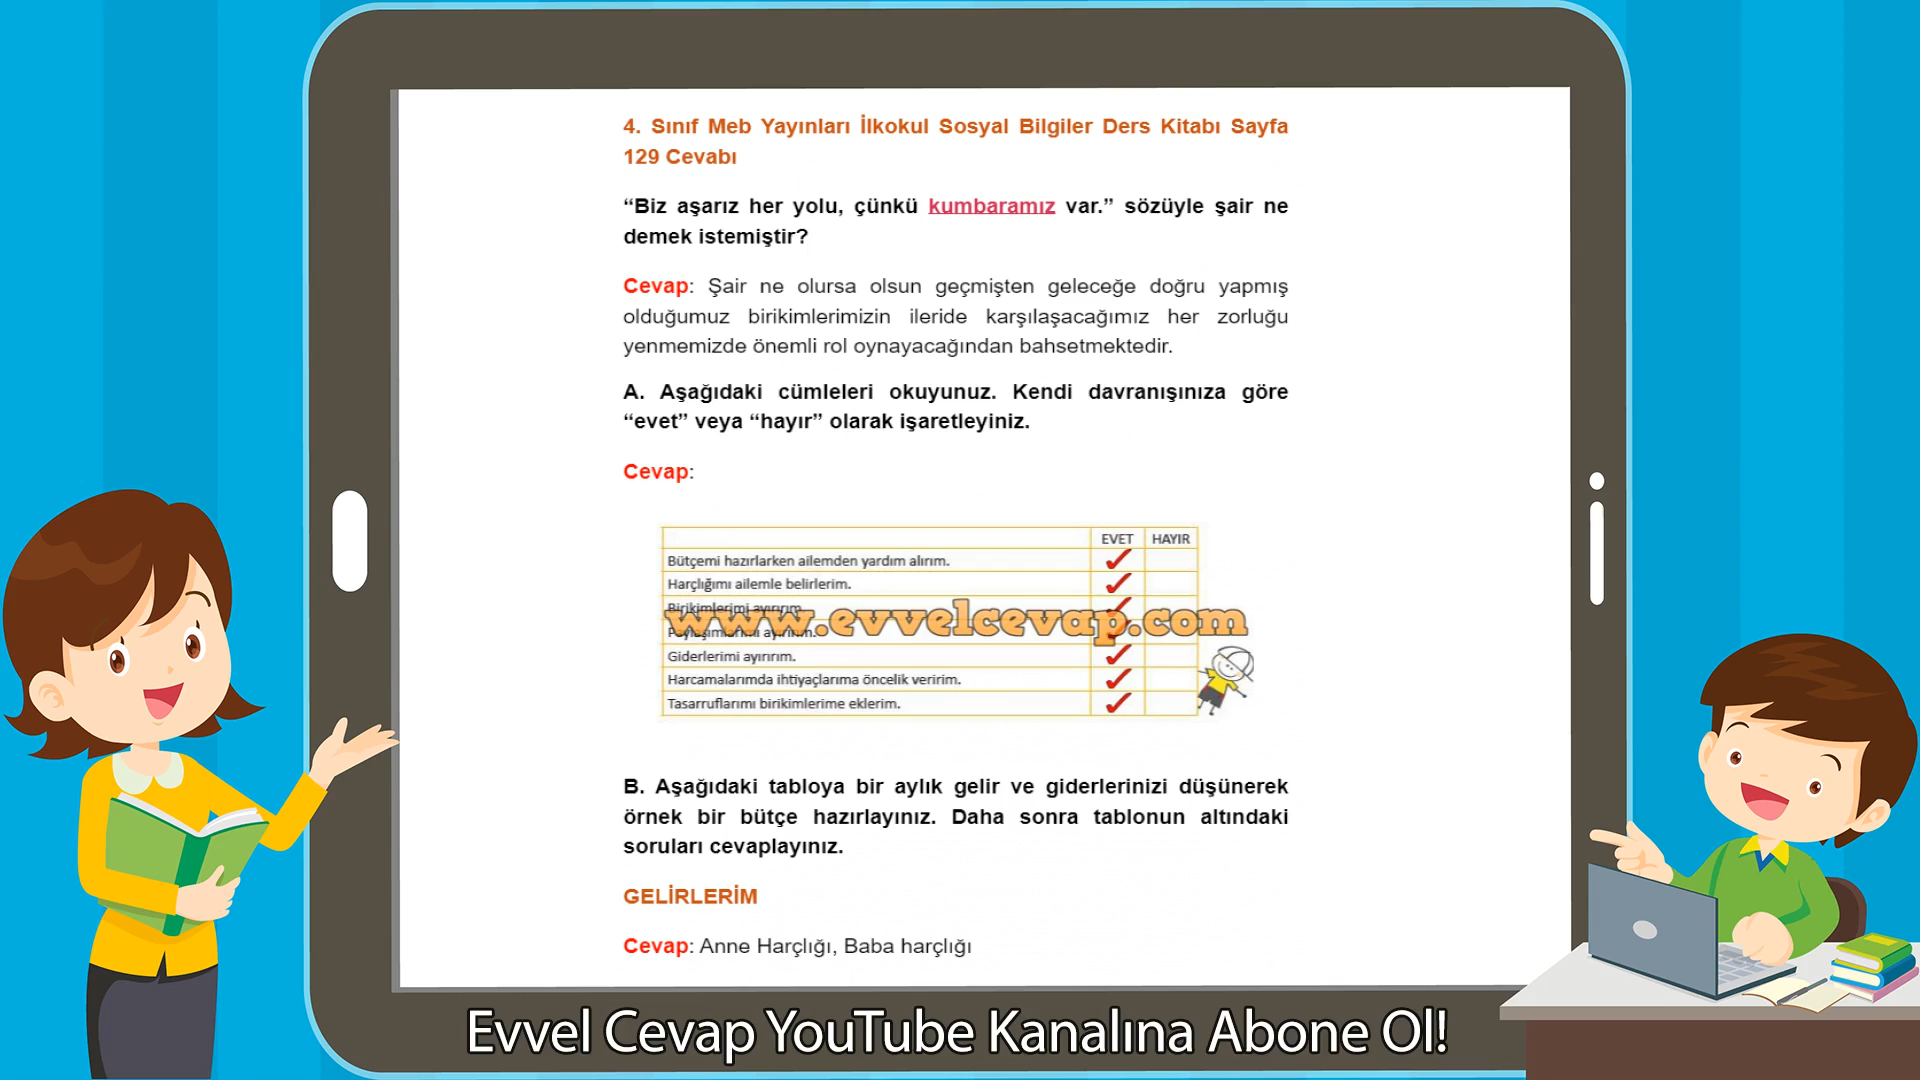 4. Sınıf Meb Yayınları İlkokul Sosyal Bilgiler Ders Kitabı Sayfa
129 Cevabı
“Biz aşarız her yolu, çünkü kumbaramız var.” sözüyle şair ne
demek istemiştir?
Cevap: Şair ne olursa olsun geçmişten geleceğe doğru yapmış
olduğumuz birikimlerimizin ileride karşılaşacağımız her zorluğu
yenmemizde önemli rol oynayacağından bahsetmektedir.
A. Aşağıdaki cümleleri okuyunuz. Kendi davranışınıza göre
“evet” veya “hayır” olarak işaretleyiniz.
Cevap:
EVET HAYIR
Bütçemi hazırlarken ailemden yardım alırım.
Harçlığımı ailemle belirlerim.
Birikimlerimi ayırırım.
www.evvelcevap.com
Paylaşımlarımı ayırırım.
Giderlerimi ayırırım.
Harcamalarımda ihtiyaçlarıma öncelik veririm.
Tasarruflarımı birikimlerime eklerim.
B. Aşağıdaki tabloya bir aylık gelir ve giderlerinizi düşünerek
örnek bir bütçe hazırlayınız. Daha sonra tablonun altındaki
soruları cevaplayınız.
GELİRLERİM
Cevap: Anne Harçlığı, Baba harçlığı
Evvel Cevap YouTube Kanalına Abone Ol!